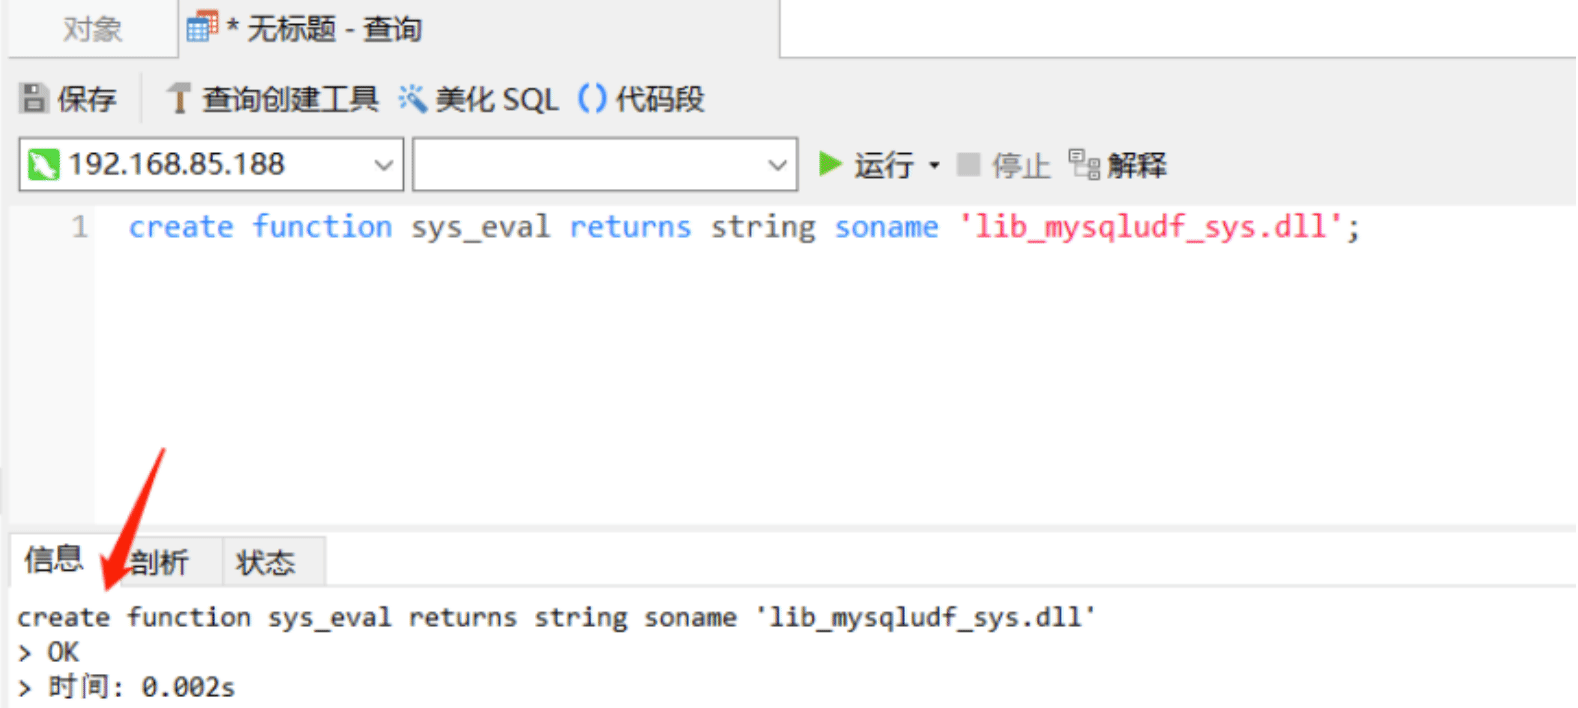 对象 * 无标题 - 查询
保存 查询创建工具 美化 SQL () 代码段
192.168.85.188 运行 停止 解释
1 create function sys_eval returns string soname 'lib_mysqludf_sys.dll';
信息 剖析 状态
create function sys_eval returns string soname 'lib_mysqludf_sys.dll'
> OK
> 时间: 0.002s